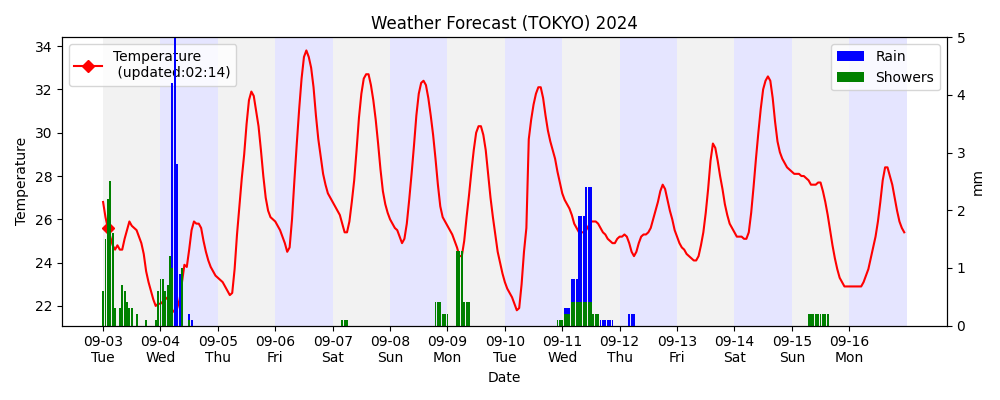 Weather Forecast (TOKYO) 2024
Temperature
(updated:02:14)
Rain
Showers
34
32
30
28
26
24
22
5
4
3
2
1
0
Temperature
mm
09-03 09-04 09-05 09-06 09-07 09-08 09-09 09-10 09-11 09-12 09-13 09-14 09-15 09-16
Tue Wed Thu Fri Sat Sun Mon Tue Wed Thu Fri Sat Sun Mon
Date